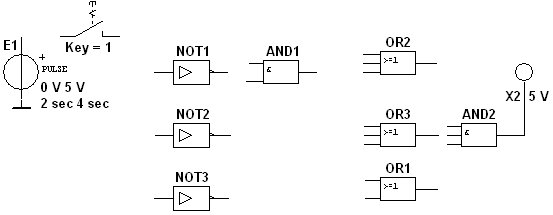 E1
+
PULSE
0 V 5 V
2 sec 4 sec
Key = 1
NOT1
AND1
&
OR2
>=1
NOT2
OR3
>=1
AND2
&
X2 5 V
NOT3
OR1
>=1